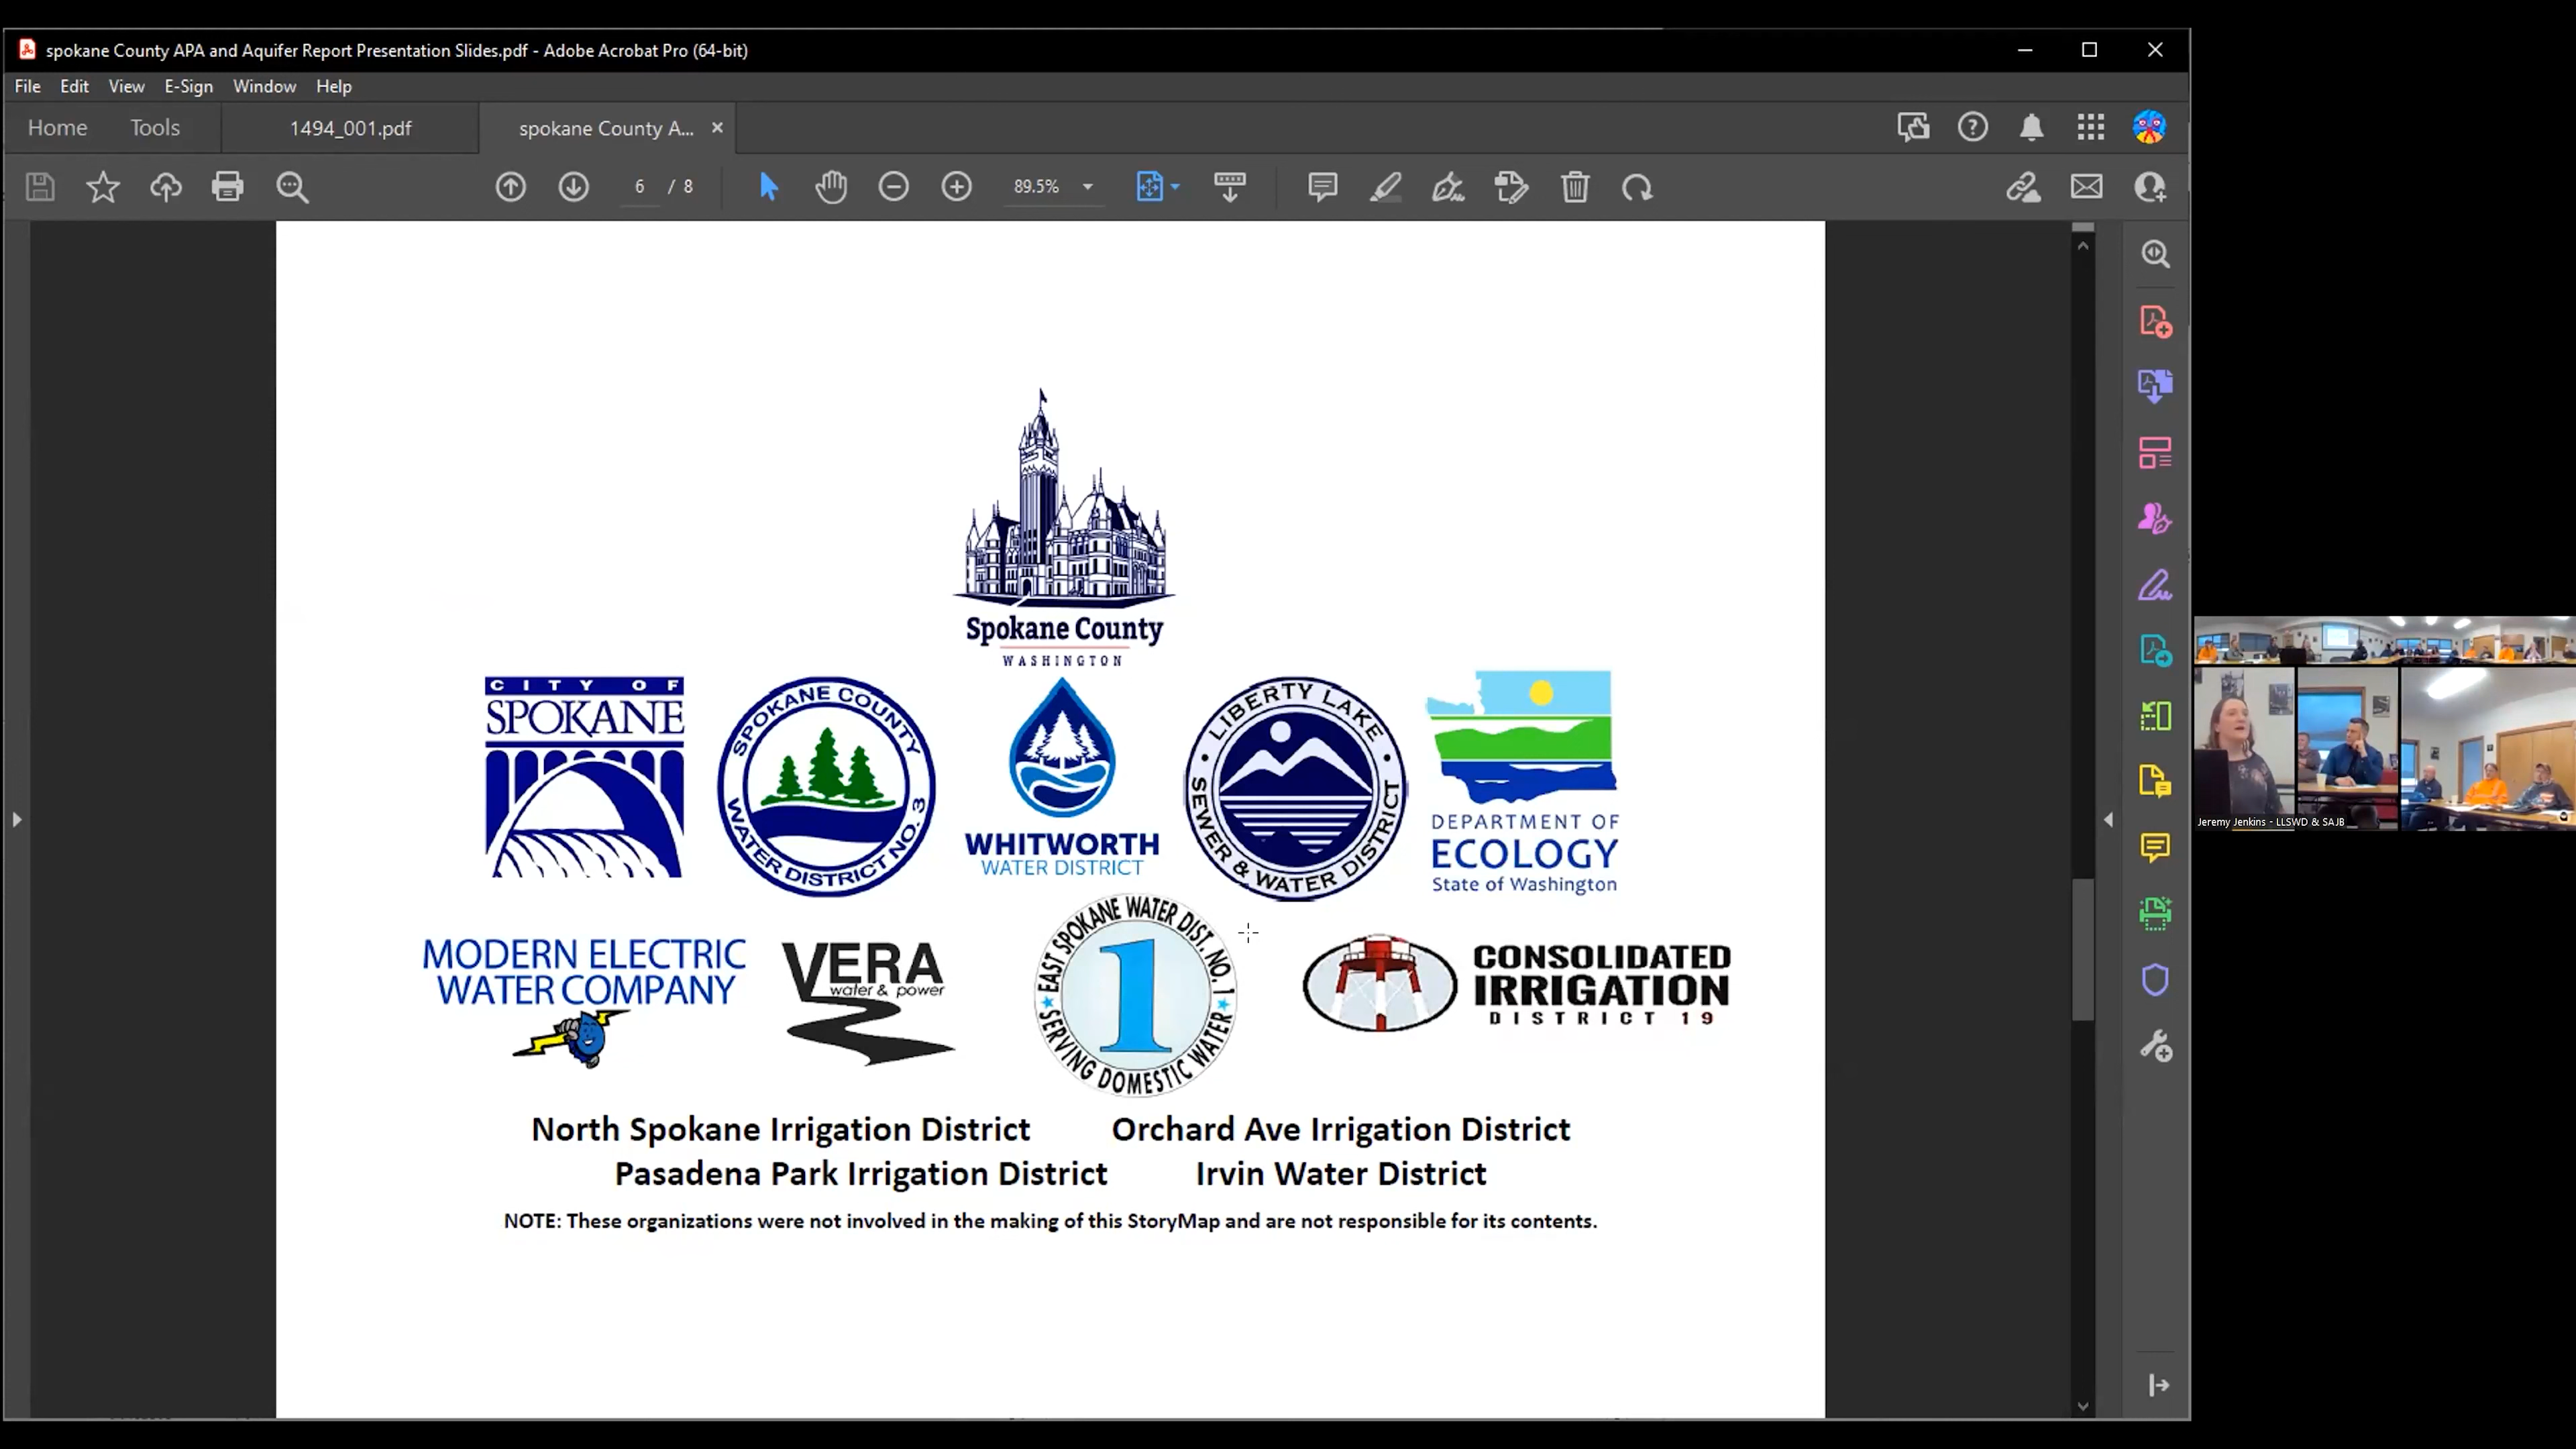 spokane County APA and Aquifer Report Presentation Slides.pdf - Adobe Acrobat Pro (64-bit)
File Edit View E-Sign Window Help
Home Tools 1494_001.pdf spokane County A...
6 / 8 89.5%
Spokane County
WASHINGTON
CITY OF
SPOKANE
SPOKANE COUNTY
WATER DISTRICT NO. 3
WHITWORTH
WATER DISTRICT
LIBERTY LAKE
SEWER & WATER DISTRICT
DEPARTMENT OF
ECOLOGY
State of Washington
MODERN ELECTRIC
WATER COMPANY
VERA
water & power
EAST SPOKANE WATER DIST. NO. 1
1
SERVING DOMESTIC WATER
CONSOLIDATED
IRRIGATION
DISTRICT 19
North Spokane Irrigation District Orchard Ave Irrigation District
Pasadena Park Irrigation District Irvin Water District
NOTE: These organizations were not involved in the making of this StoryMap and are not responsible for its contents.
Jeremy Jenkins - LLSWD & SAJB